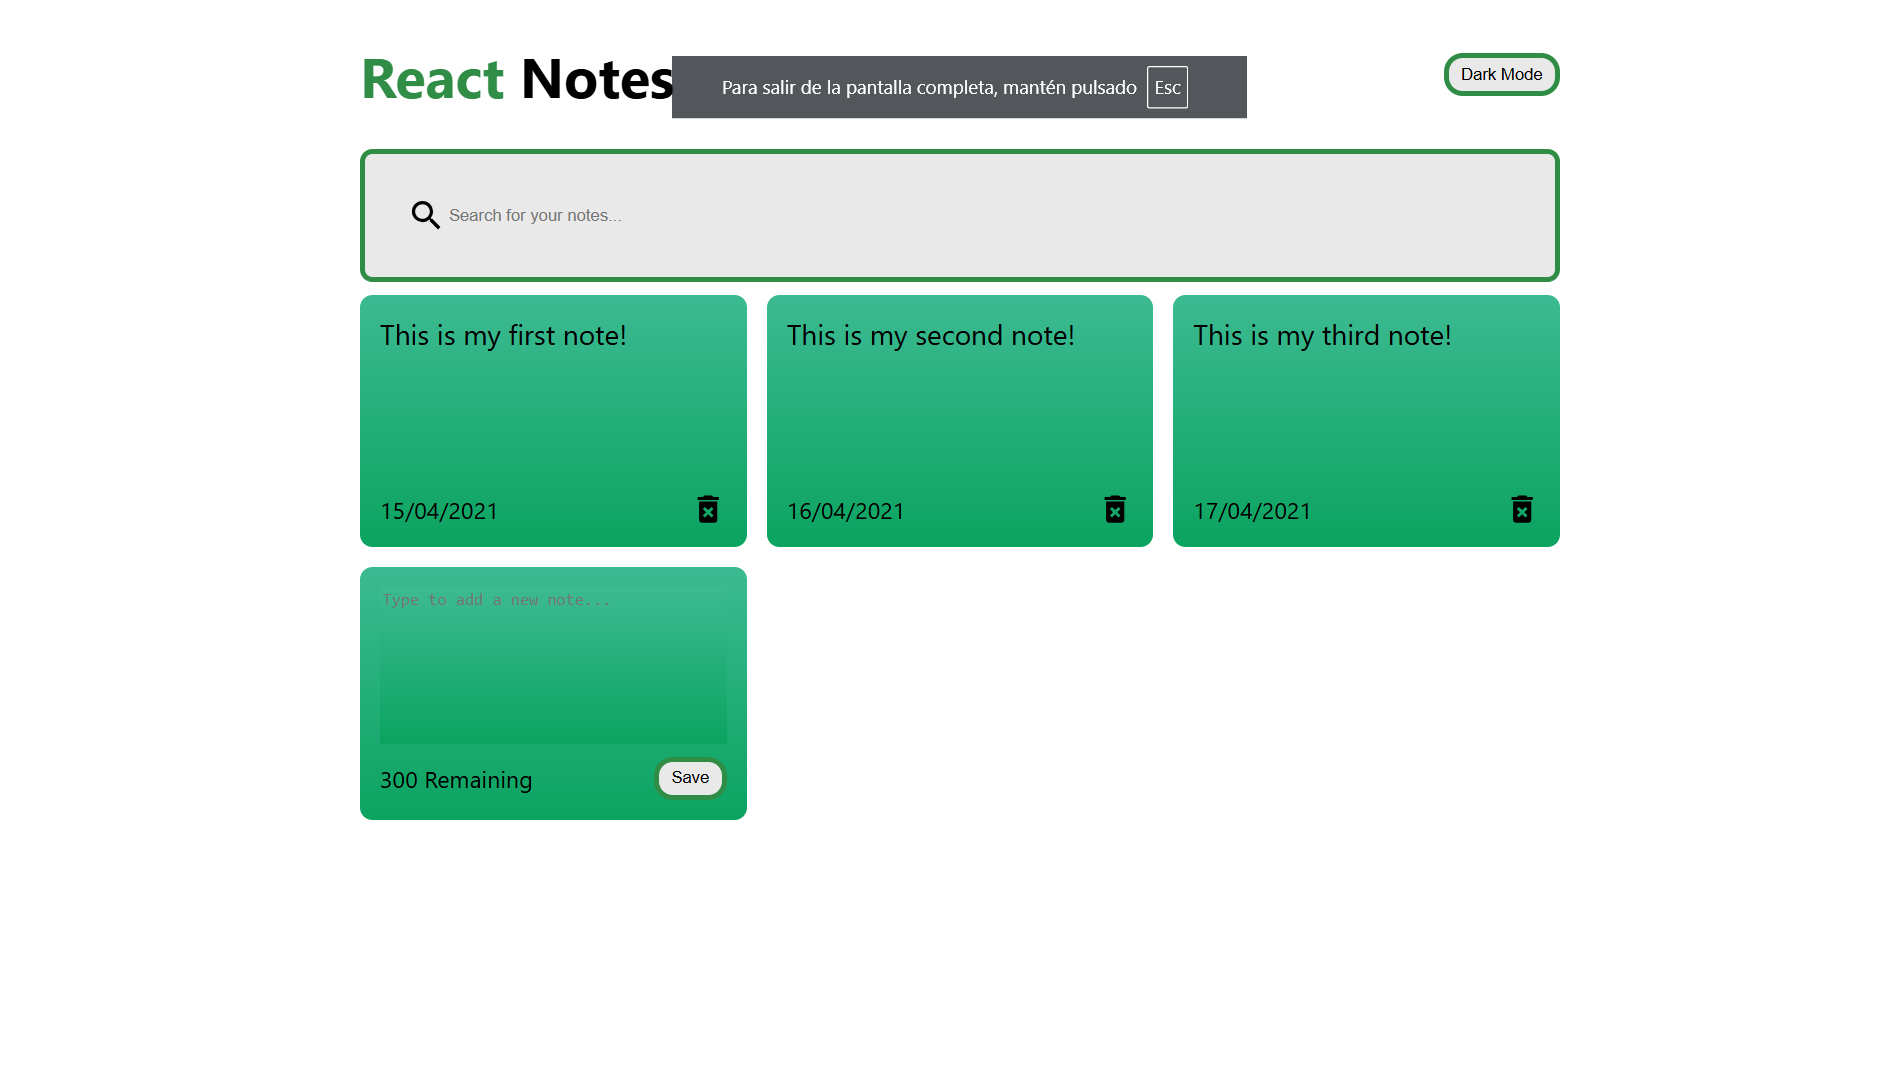 React Notes
Para salir de la pantalla completa, mantén pulsado Esc
Dark Mode
Search for your notes...
This is my first note!
15/04/2021
This is my second note!
16/04/2021
This is my third note!
17/04/2021
Type to add a new note...
300 Remaining
Save